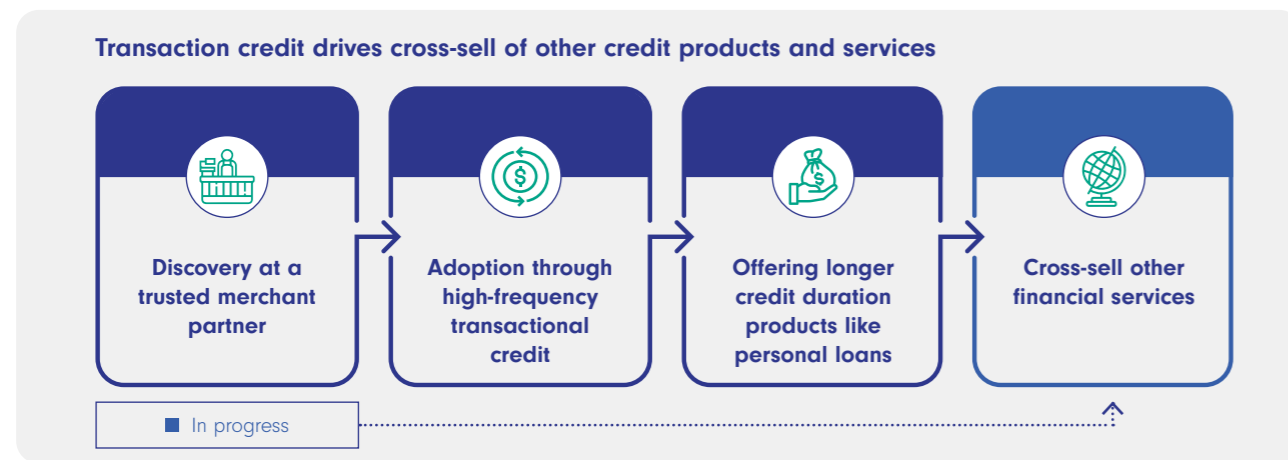 Transaction credit drives cross-sell of other credit products and services
Discovery at a
trusted merchant
partner
Adoption through
high-frequency
transactional
credit
Offering longer
credit duration
products like
personal loans
Cross-sell other
financial services
In progress